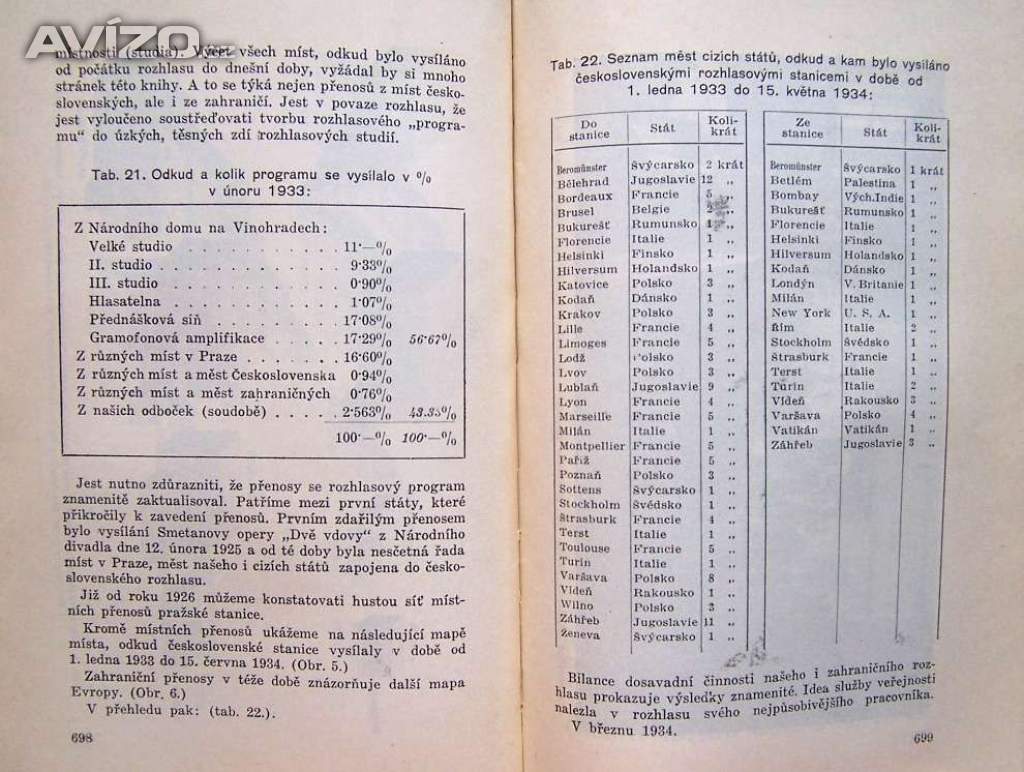 AVÍZO.cz
místnosti (studia). Výčet všech míst, odkud bylo vysíláno
od počátku rozhlasu do dnešní doby, vyžádal by si mnoho
stránek této knihy. A to se týká nejen přenosů z míst česko-
slovenských, ale i ze zahraničí. Jest v povaze rozhlasu, že
jest vyloučeno soustřeďovati tvorbu rozhlasového „progra-
mu“ do úzkých, těsných zdí rozhlasových studií.
Tab. 21. Odkud a kolik programu se vysílalo v %
v únoru 1933:
Z Národního domu na Vinohradech:
Velké studio . . . . . . . . . . 11·—%
II. studio . . . . . . . . . . . 9·33%
III. studio . . . . . . . . . . 0·90%
Hlasatelna . . . . . . . . . . 1·07%
Přednášková síň . . . . . . . . 17·08%
Gramofonová amplifikace . . . . . 17·29% 56·67%
Z různých míst v Praze . . . . . . . 16·60%
Z různých míst a měst Československa 0·94%
Z různých míst a měst zahraničných 0·76%
Z našich odboček (soudobě) . . . . . 2·563% 43·33%
100·—% 100·—%
Jest nutno zdůrazniti, že přenosy se rozhlasový program
znamenitě zaktualisoval. Patříme mezi první státy, které
přikročily k zavedení přenosů. Prvním zdařilým přenosem
bylo vysílání Smetanovy opery „Dvě vdovy“ z Národního
divadla dne 12. února 1925 a od té doby byla nesčetná řada
míst v Praze, měst našeho i cizích států zapojena do česko-
slovenského rozhlasu.
Již od roku 1926 můžeme konstatovati hustou síť míst-
ních přenosů pražské stanice.
Kromě místních přenosů ukážeme na následující mapě
místa, odkud československé stanice vysílaly v době od
1. ledna 1933 do 15. června 1934. (Obr. 5.)
Zahraniční přenosy v téže době znázorňuje další mapa
Evropy. (Obr. 6.)
V přehledu pak: (tab. 22.).
698
Tab. 22. Seznam měst cizích států, odkud a kam bylo vysíláno
československými rozhlasovými stanicemi v době od
1. ledna 1933 do 15. května 1934:
Do stanice Stát Koli-krát
Beromünster Švýcarsko 2 krát
Bělehrad Jugoslavie 12 „
Bordeaux Francie 5 „
Brusel Belgie 2 „
Bukurešť Rumunsko 1 „
Florencie Italie 1 „
Helsinki Finsko 1 „
Hilversum Holandsko 1 „
Katovice Polsko 3 „
Kodaň Dánsko 1 „
Krakov Polsko 3 „
Lille Francie 4 „
Limoges Francie 5 „
Lodž Polsko 3 „
Lvov Polsko 3 „
Lublaň Jugoslavie 9 „
Lyon Francie 4 „
Marseille Francie 5 „
Milán Italie 1 „
Montpellier Francie 5 „
Paříž Francie 5 „
Poznaň Polsko 3 „
Sottens Švýcarsko 1 „
Stockholm Švédsko 1 „
Štrasburk Francie 4 „
Terst Italie 1 „
Toulouse Francie 5 „
Turin Italie 1 „
Varšava Polsko 8 „
Vídeň Rakousko 1 „
Wilno Polsko 3 „
Záhřeb Jugoslavie 11 „
Ženeva Švýcarsko 1 „
Ze stanice Stát Koli-krát
Beromünster Švýcarsko 1 krát
Betlém Palestina 1 „
Bombay Vých.Indie 1 „
Bukurešť Rumunsko 1 „
Florencie Italie 1 „
Helsinki Finsko 1 „
Hilversum Holandsko 1 „
Kodaň Dánsko 1 „
Londýn V. Britanie 1 „
Milán Italie 1 „
New York U. S. A. 1 „
Řím Italie 2 „
Stockholm Švédsko 1 „
Štrasburk Francie 1 „
Terst Italie 1 „
Turin Italie 2 „
Vídeň Rakousko 3 „
Varšava Polsko 4 „
Vatikán Vatikán 1 „
Záhřeb Jugoslavie 3 „
Bilance dosavadní činnosti našeho i zahraničního roz-
hlasu prokazuje výsledky znamenité. Idea služby veřejnosti
nalezla v rozhlasu svého nejpůsobivějšího pracovníka.
V březnu 1934.
699